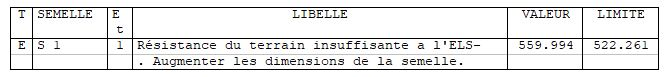 T SEMELLE Et LIBELLE VALEUR LIMITE
E S 1 1 Résistance du terrain insuffisante a l'ELS- 559.994 522.261
. Augmenter les dimensions de la semelle.